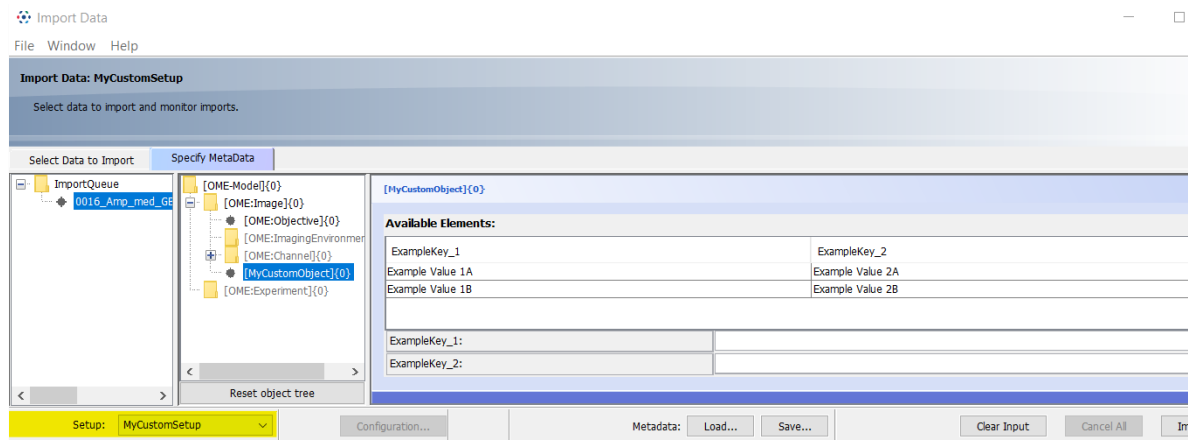 Import Data
File Window Help
Import Data: MyCustomSetup
Select data to import and monitor imports.
Select Data to Import
Specify MetaData
ImportQueue
0016_Amp_med_GE
[OME-Model]{0}
[OME:Image]{0}
[OME:Objective]{0}
[OME:ImagingEnvironmer
[OME:Channel]{0}
[MyCustomObject]{0}
[OME:Experiment]{0}
Reset object tree
[MyCustomObject]{0}
Available Elements:
ExampleKey_1 ExampleKey_2
Example Value 1A Example Value 2A
Example Value 1B Example Value 2B
ExampleKey_1:
ExampleKey_2:
Setup: MyCustomSetup Configuration... Metadata: Load... Save... Clear Input Cancel All Im